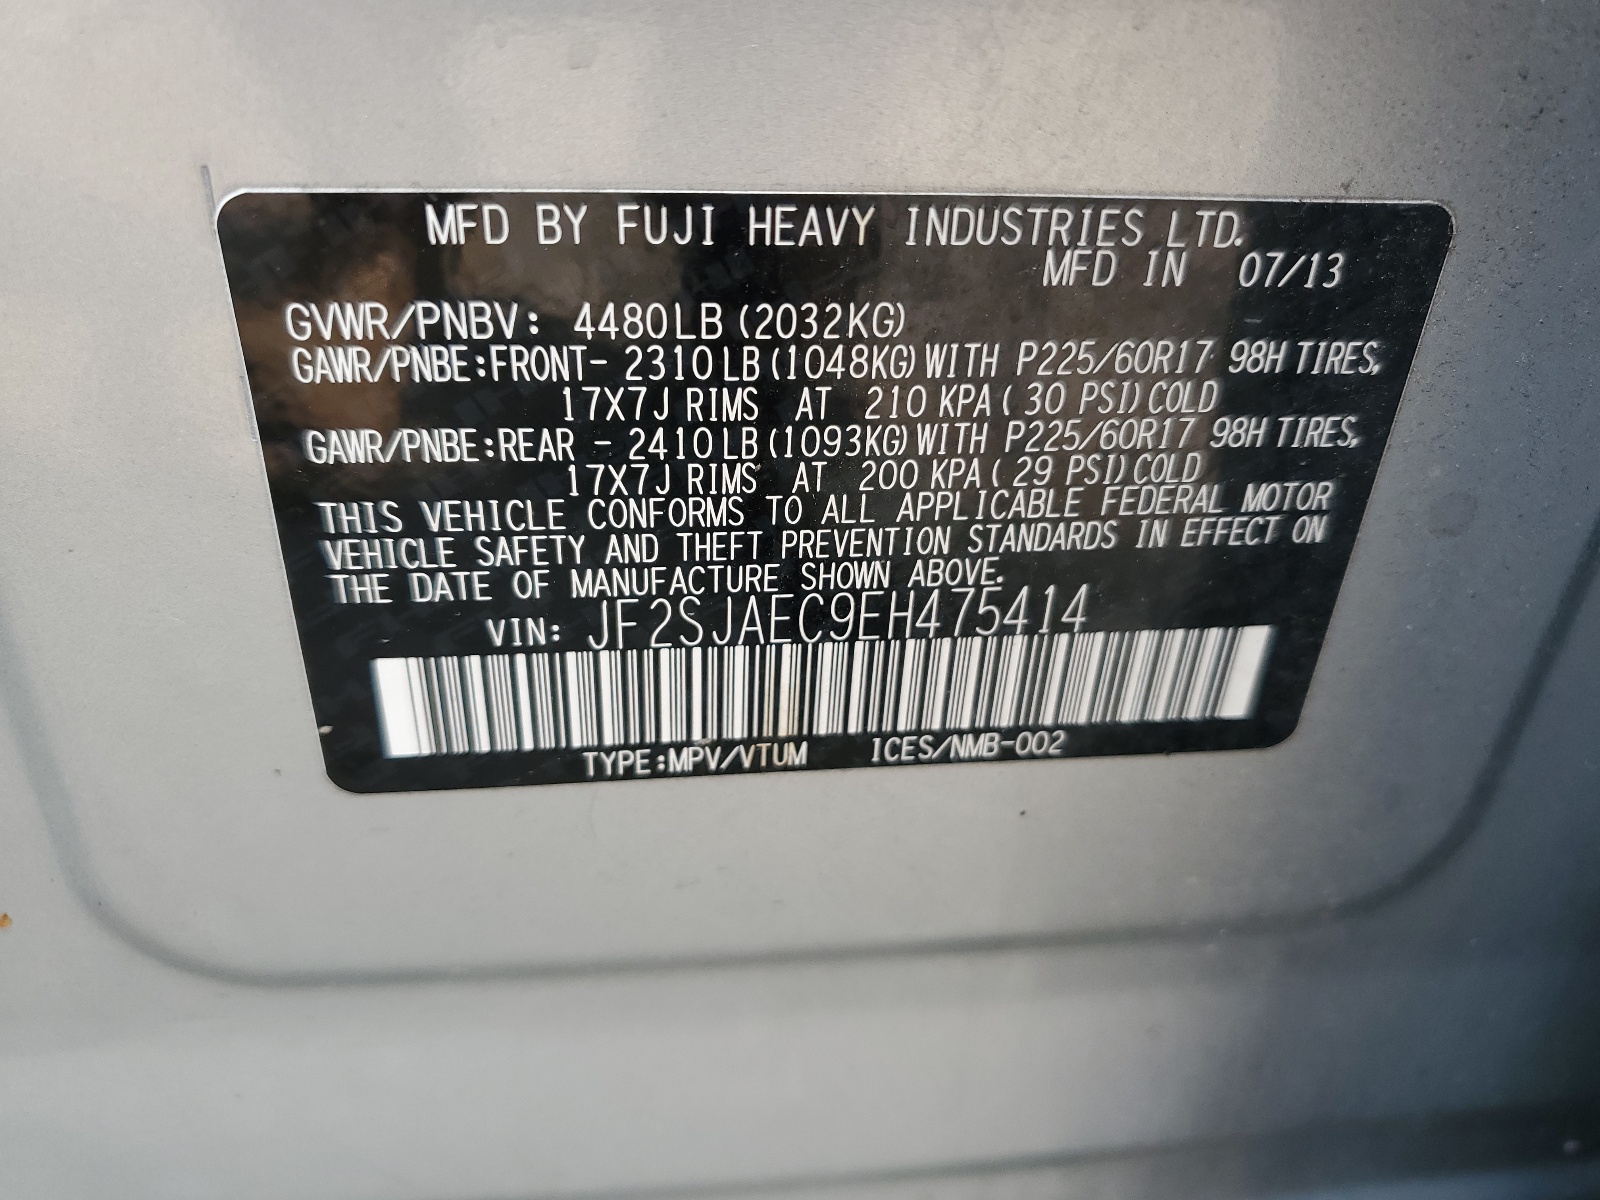 MFD BY FUJI HEAVY INDUSTRIES LTD.
MFD IN 07/13
GVWR/PNBV: 4480LB (2032KG)
GAWR/PNBE:FRONT- 2310LB (1048KG) WITH P225/60R17 98H TIRES,
17X7J RIMS AT 210 KPA ( 30 PSI) COLD
GAWR/PNBE:REAR - 2410LB (1093KG) WITH P225/60R17 98H TIRES,
17X7J RIMS AT 200 KPA ( 29 PSI) COLD
THIS VEHICLE CONFORMS TO ALL APPLICABLE FEDERAL MOTOR
VEHICLE SAFETY AND THEFT PREVENTION STANDARDS IN EFFECT ON
THE DATE OF MANUFACTURE SHOWN ABOVE.
VIN: JF2SJAEC9EH475414
TYPE:MPV/VTUM ICES/NMB-002